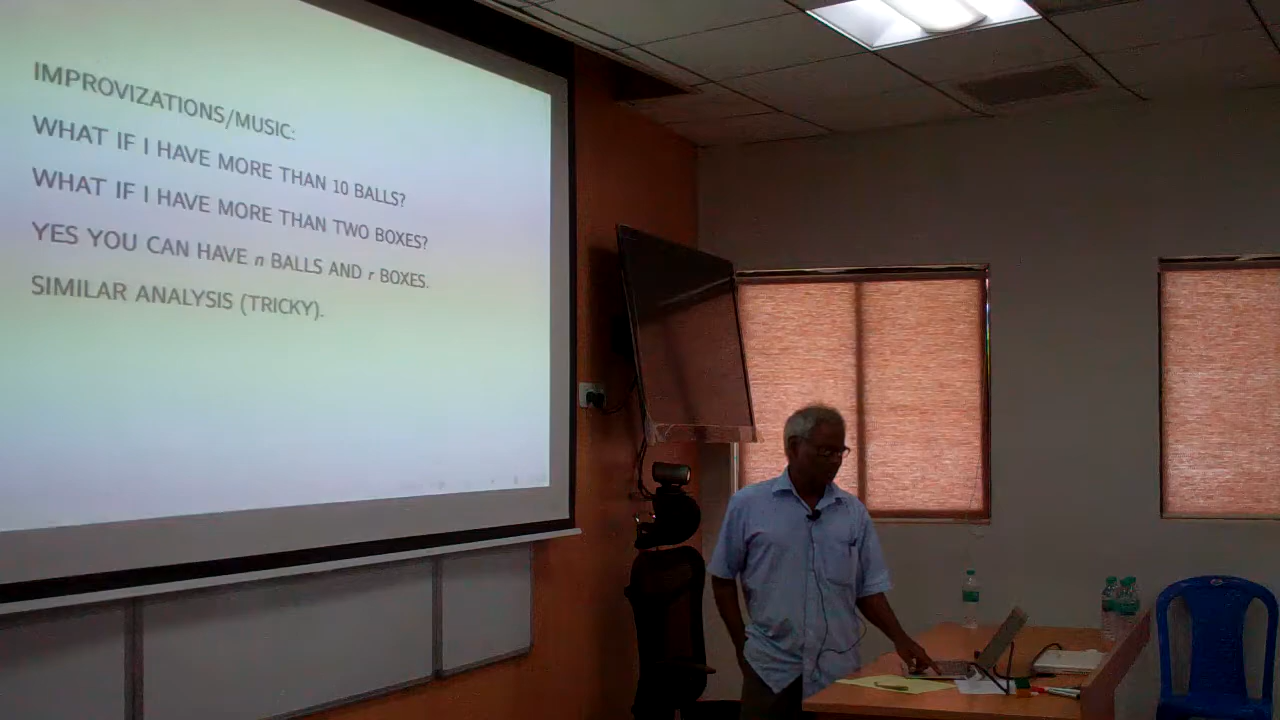 IMPROVIZATIONS/MUSIC:
WHAT IF I HAVE MORE THAN 10 BALLS?
WHAT IF I HAVE MORE THAN TWO BOXES?
YES YOU CAN HAVE n BALLS AND r BOXES.
SIMILAR ANALYSIS (TRICKY).